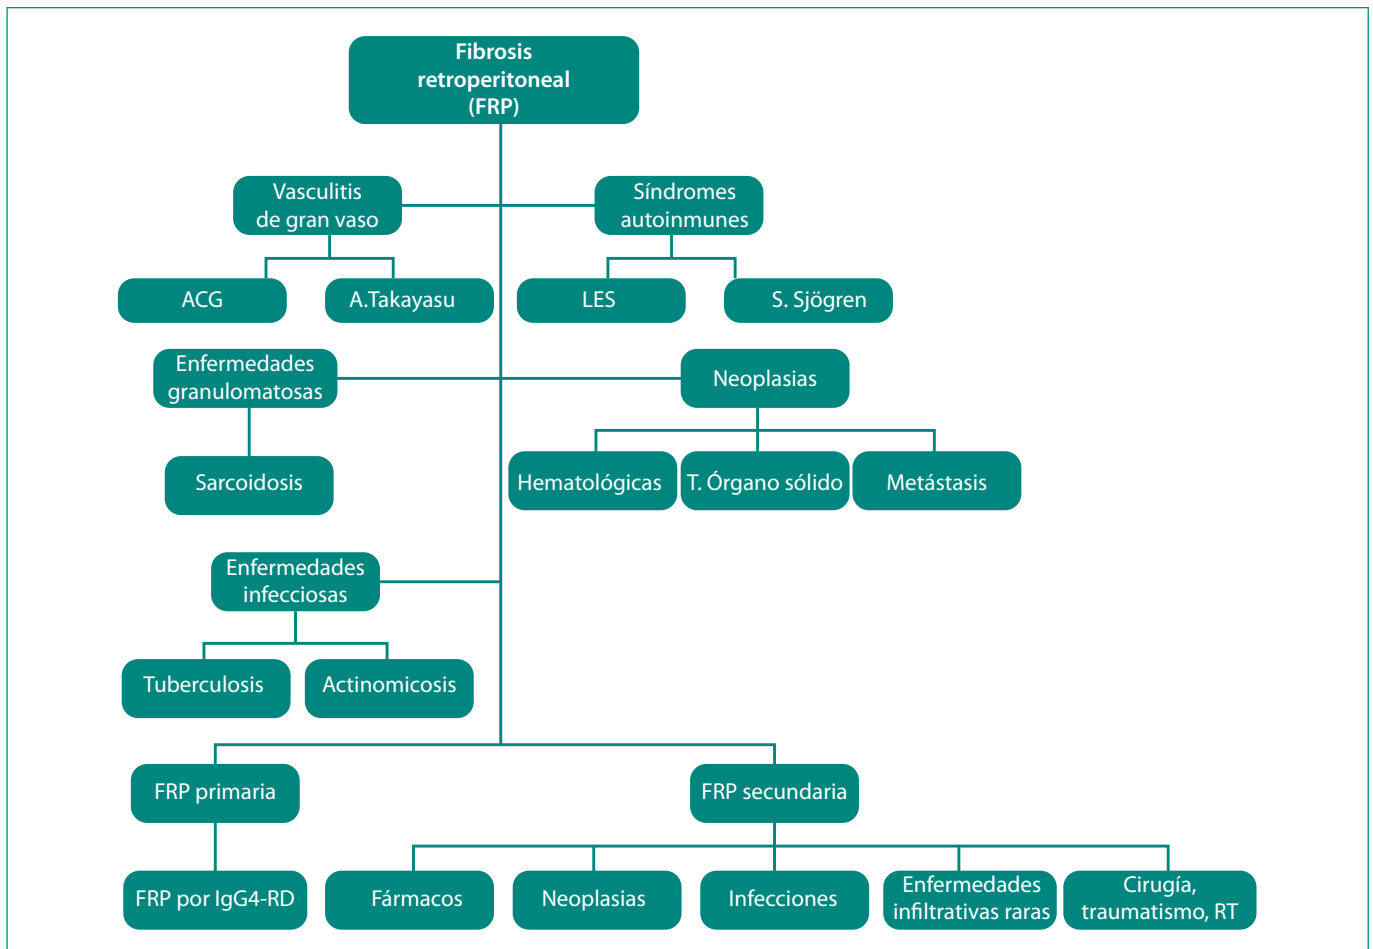 Fibrosis
retroperitoneal
(FRP)
Vasculitis
de gran vaso
Síndromes
autoinmunes
ACG
A.Takayasu
LES
S. Sjögren
Enfermedades
granulomatosas
Neoplasias
Sarcoidosis
Hematológicas
T. Órgano sólido
Metástasis
Enfermedades
infecciosas
Tuberculosis
Actinomicosis
FRP primaria
FRP secundaria
FRP por IgG4-RD
Fármacos
Neoplasias
Infecciones
Enfermedades
infiltrativas raras
Cirugía,
traumatismo, RT